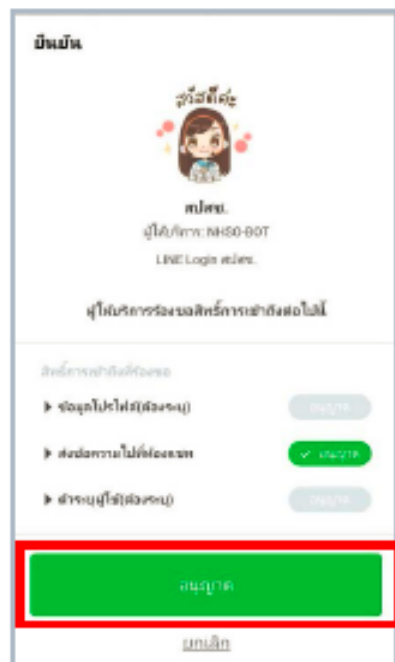 ยืนยัน
สวัสดีค่ะ
สปสช.
ผู้ให้บริการ: NHSO-BOT
LINE Login สปสช.
ผู้ให้บริการร้องขอสิทธิ์การเข้าถึงต่อไปนี้
สิทธิ์การเข้าถึงที่ร้องขอ
ข้อมูลโปรไฟล์(ต้องระบุ) อนุญาต
ส่งข้อความไปที่ห้องแชท ✓ อนุญาต
ตัวระบุผู้ใช้(ต้องระบุ) อนุญาต
อนุญาต
ยกเลิก